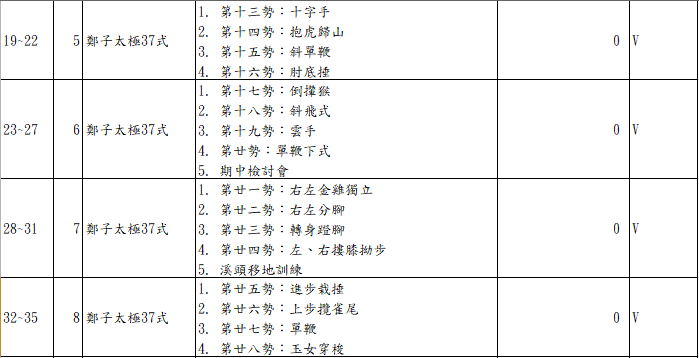 1. 第十三勢：十字手
2. 第十四勢：抱虎歸山
19~22 5 鄭子太極37式 0 V
3. 第十五勢：斜單鞭
4. 第十六勢：肘底捶
1. 第十七勢：倒攆猴
2. 第十八勢：斜飛式
23~27 6 鄭子太極37式 3. 第十九勢：雲手 0 V
4. 第廿勢：單鞭下式
5. 期中檢討會
1. 第廿一勢：右左金雞獨立
2. 第廿二勢：右左分腳
28~31 7 鄭子太極37式 3. 第廿三勢：轉身蹬腳 0 V
4. 第廿四勢：左、右摟膝拗步
5. 溪頭移地訓練
1. 第廿五勢：進步栽捶
2. 第廿六勢：上步攬雀尾
32~35 8 鄭子太極37式 0 V
3. 第廿七勢：單鞭
4. 第廿八勢：玉女穿梭